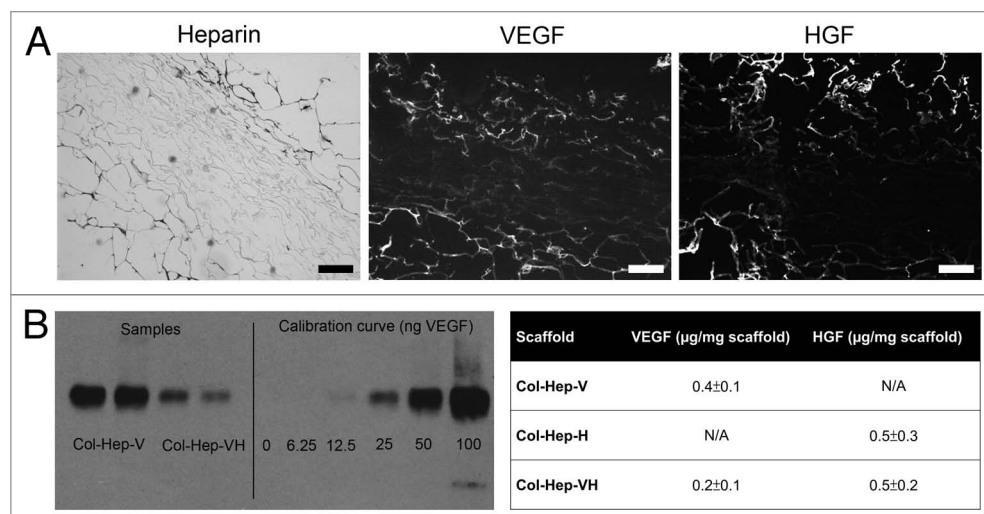 A
Heparin
VEGF
HGF
B
Samples
Calibration curve (ng VEGF)
Col-Hep-V
Col-Hep-VH
0 6.25 12.5 25 50 100
Scaffold VEGF (µg/mg scaffold) HGF (µg/mg scaffold)
Col-Hep-V 0.4±0.1 N/A
Col-Hep-H N/A 0.5±0.3
Col-Hep-VH 0.2±0.1 0.5±0.2